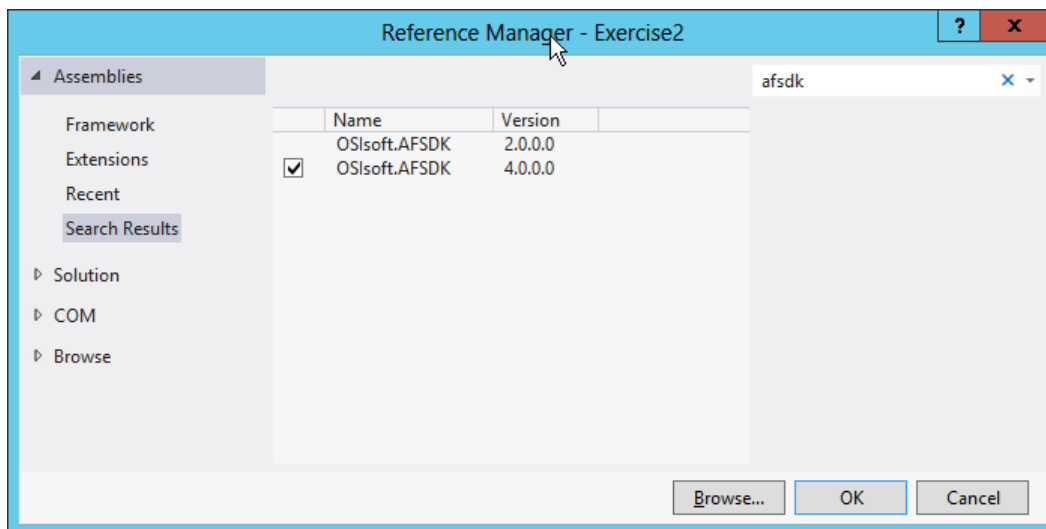 Reference Manager - Exercise2
?
x
Assemblies
Framework
Extensions
Recent
Search Results
Solution
COM
Browse
Name Version
OSIsoft.AFSDK 2.0.0.0
OSIsoft.AFSDK 4.0.0.0
afsdk
Browse...
OK
Cancel